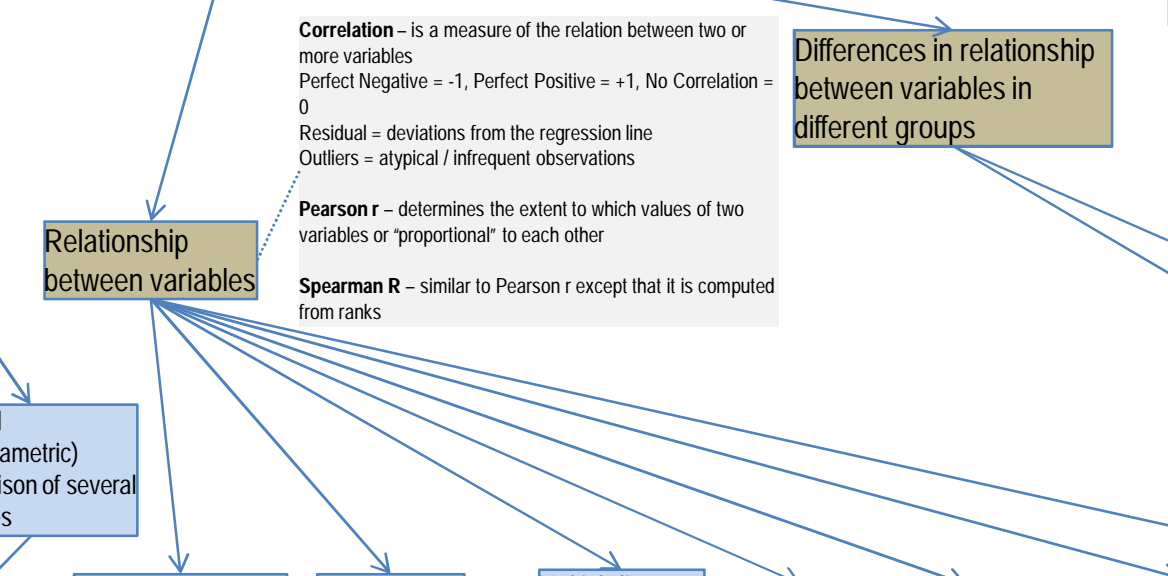 Correlation – is a measure of the relation between two or
more variables
Perfect Negative = -1, Perfect Positive = +1, No Correlation =
0
Residual = deviations from the regression line
Outliers = atypical / infrequent observations
Pearson r – determines the extent to which values of two
variables or “proportional” to each other
Spearman R – similar to Pearson r except that it is computed
from ranks
Differences in relationship
between variables in
different groups
Relationship
between variables
ametric)
ison of several
s